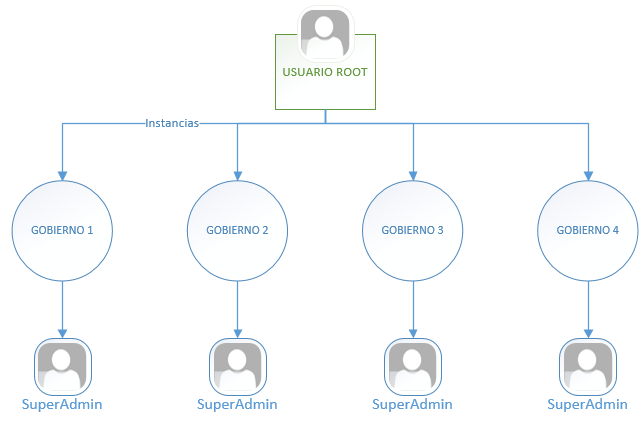 USUARIO ROOT
Instancias
GOBIERNO 1
GOBIERNO 2
GOBIERNO 3
GOBIERNO 4
SuperAdmin
SuperAdmin
SuperAdmin
SuperAdmin